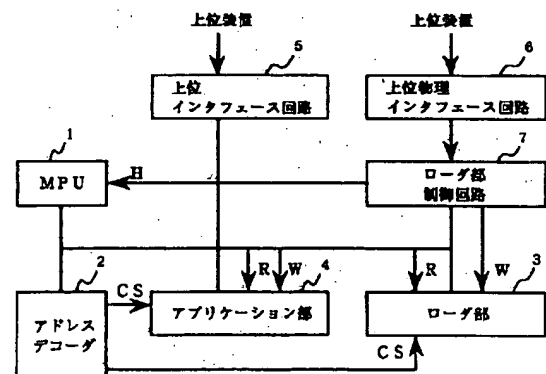 上位装置
上位装置
5
6
上位
インタフェース回路
上位物理
インタフェース回路
1
7
MPU
H
ローダ部
制御回路
2
R
W
4
R
W
3
CS
アドレス
デコーダ
アプリケーション部
ローダ部
CS